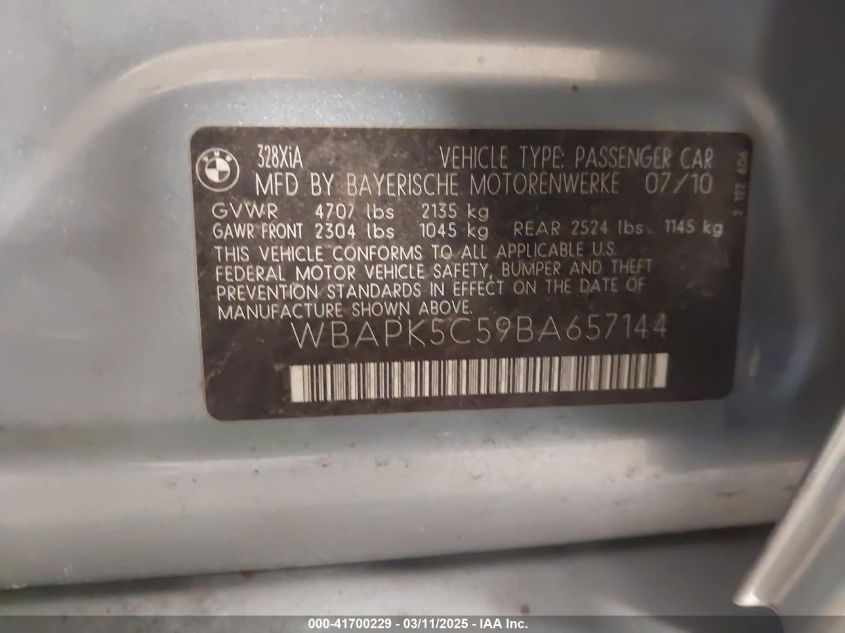 BMW
328XiA VEHICLE TYPE: PASSENGER CAR
MFD BY BAYERISCHE MOTORENWERKE 07/10
GVWR 4707 lbs 2135 kg
GAWR FRONT 2304 lbs 1045 kg REAR 2524 lbs 1145 kg
THIS VEHICLE CONFORMS TO ALL APPLICABLE U.S.
FEDERAL MOTOR VEHICLE SAFETY, BUMPER AND THEFT
PREVENTION STANDARDS IN EFFECT ON THE DATE OF
MANUFACTURE SHOWN ABOVE.
WBAPK5C59BA657144
000-41700229 - 03/11/2025 - IAA Inc.